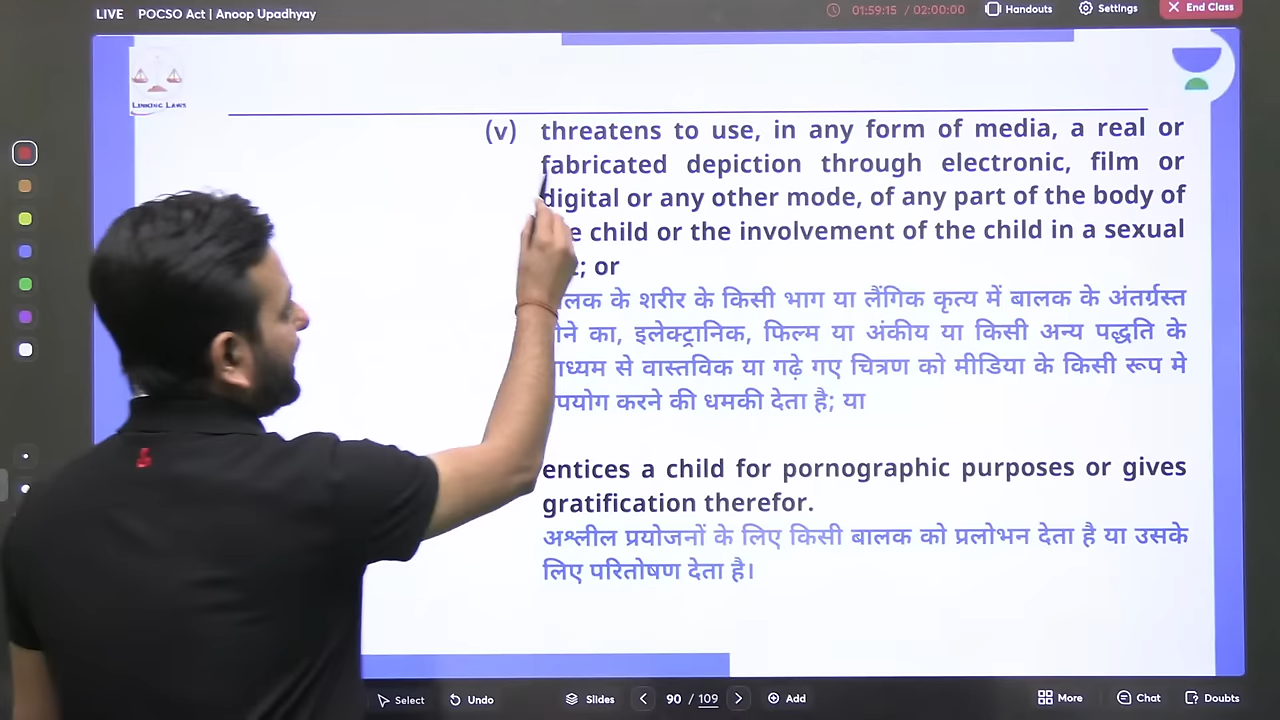 LIVE POCSO Act | Anoop Upadhyay 01:59:15 / 02:00:00 Handouts Settings End Class
LINKING LAWS
(v) threatens to use, in any form of media, a real or
fabricated depiction through electronic, film or
digital or any other mode, of any part of the body of
child or the involvement of the child in a sexual
; or
के शरीर के किसी भाग या लैंगिक कृत्य में बालक के अंतर्ग्रस्त
का, इलेक्ट्रानिक, फिल्म या अंकीय या किसी अन्य पद्धति के
से वास्तविक या गढ़े गए चित्रण को मीडिया के किसी रूप मे
करने की धमकी देता है; या
entices a child for pornographic purposes or gives
gratification therefor.
अश्लील प्रयोजनों के लिए किसी बालक को प्रलोभन देता है या उसके
लिए परितोषण देता है।
Select Undo Slides 90 / 109 Add More Chat Doubts